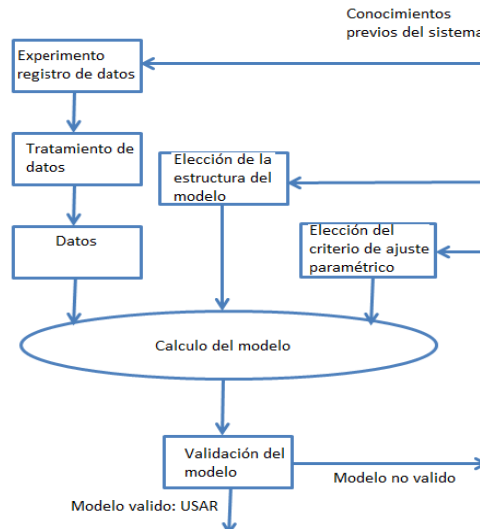 Conocimientos
previos del sistema
Experimento
registro de datos
Tratamiento de
datos
Elección de la
estructura del
modelo
Datos
Elección del
criterio de ajuste
paramétrico
Calculo del modelo
Validación del
modelo
Modelo no valido
Modelo valido: USAR